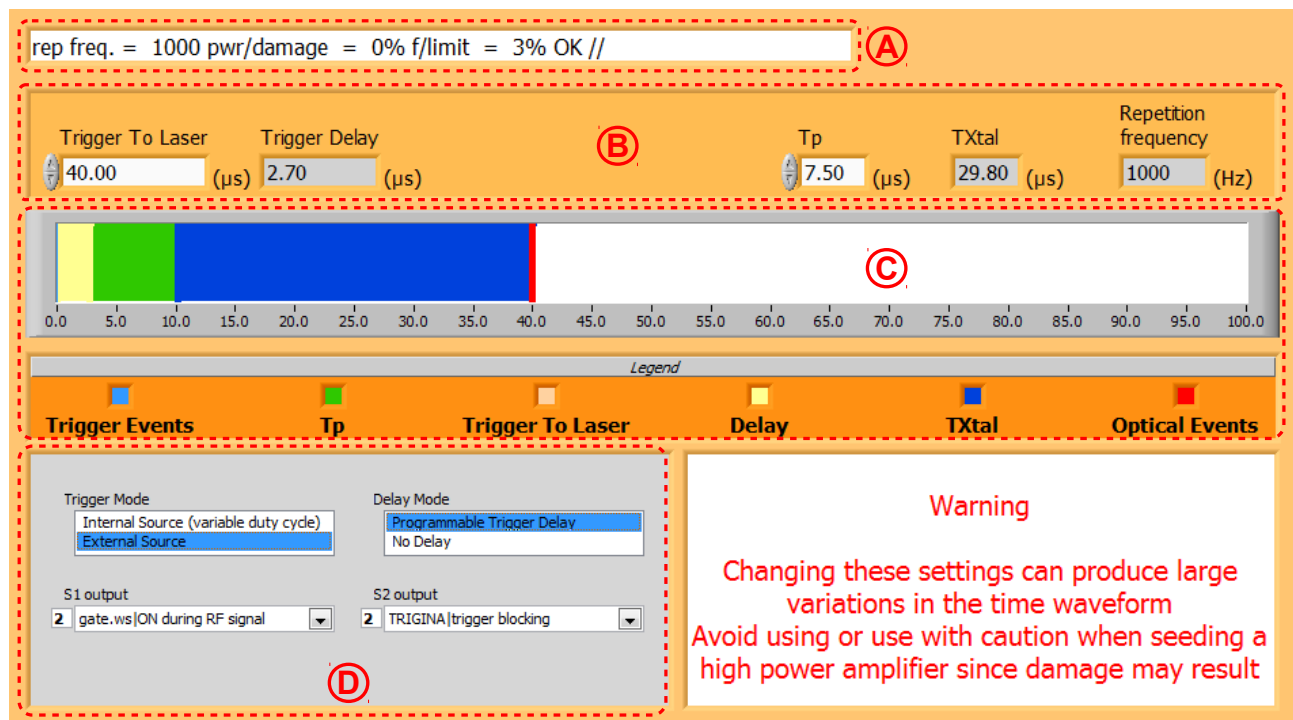 rep freq. = 1000 pwr/damage = 0% f/limit = 3% OK //
A
Trigger To Laser
Trigger Delay
B
Tp
TXtal
Repetition
frequency
40.00 (µs)
2.70 (µs)
7.50 (µs)
29.80 (µs)
1000 (Hz)
C
0.0 5.0 10.0 15.0 20.0 25.0 30.0 35.0 40.0 45.0 50.0 55.0 60.0 65.0 70.0 75.0 80.0 85.0 90.0 95.0 100.0
Legend
Trigger Events
Tp
Trigger To Laser
Delay
TXtal
Optical Events
Trigger Mode
Internal Source (variable duty cycle)
External Source
Delay Mode
Programmable Trigger Delay
No Delay
S1 output
2 gate.ws|ON during RF signal
S2 output
2 TRIGINA|trigger blocking
D
Warning
Changing these settings can produce large
variations in the time waveform
Avoid using or use with caution when seeding a
high power amplifier since damage may result